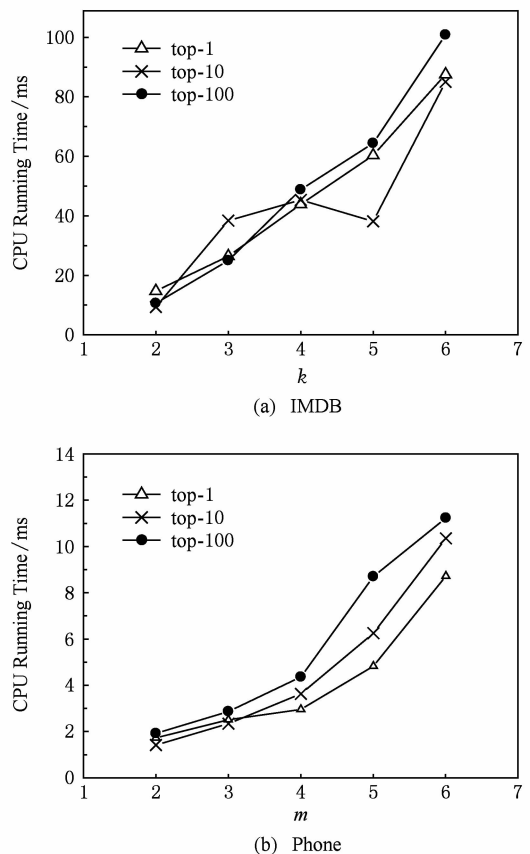 100
80
60
40
20
0
CPU Running Time/ms
top-1
top-10
top-100
1 2 3 4 5 6 7
k
(a) IMDB
14
12
10
8
6
4
2
0
CPU Running Time/ms
top-1
top-10
top-100
1 2 3 4 5 6 7
m
(b) Phone